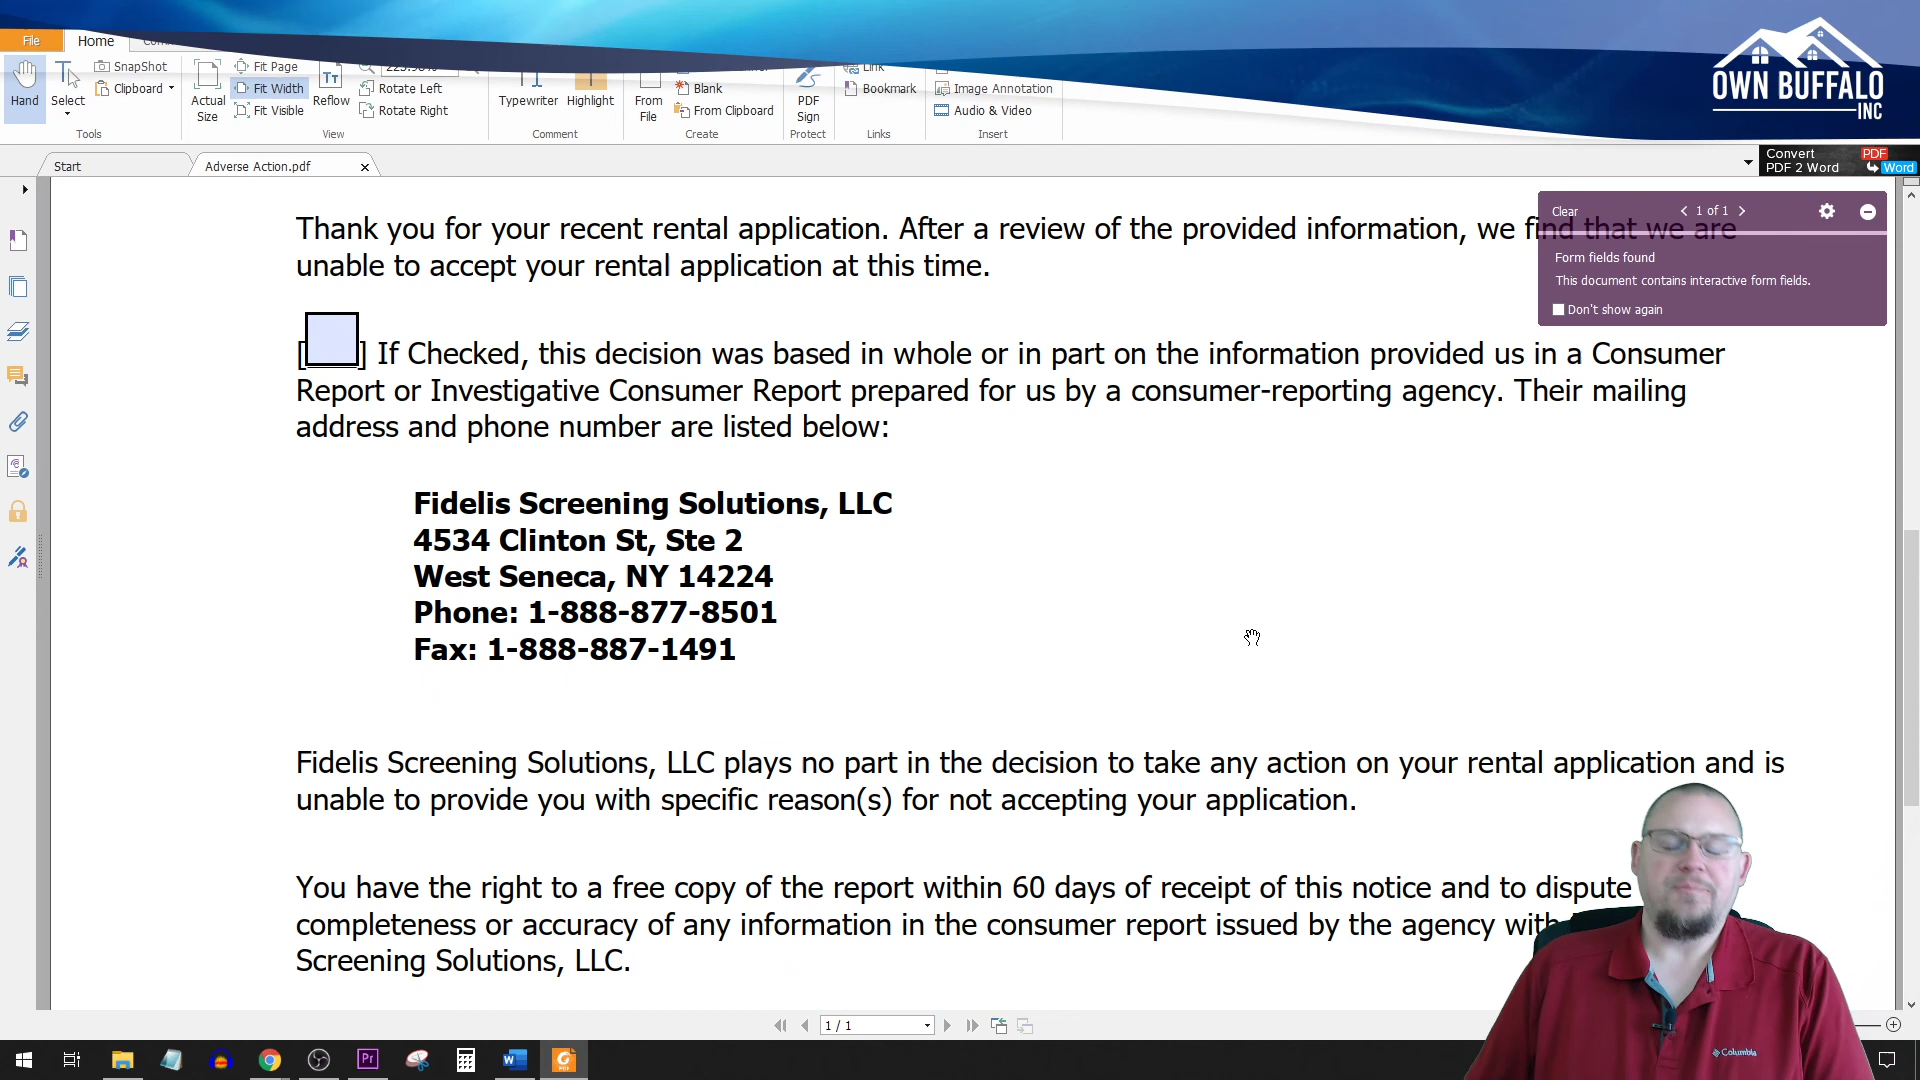 File
Home
OWN BUFFALO
INC
Hand
Select
SnapShot
Clipboard
Tools
Actual
Size
Fit Page
Fit Width
Fit Visible
Reflow
Rotate Left
Rotate Right
View
Typewriter
Highlight
Comment
From
File
Blank
From Clipboard
Create
PDF
Sign
Protect
Link
Bookmark
Links
Image Annotation
Audio & Video
Insert
Start
Adverse Action.pdf
Convert
PDF 2 Word
PDF
Word
Clear
1 of 1
Form fields found
This document contains interactive form fields.
Don't show again
Thank you for your recent rental application. After a review of the provided information, we find that we are
unable to accept your rental application at this time.
[ ] If Checked, this decision was based in whole or in part on the information provided us in a Consumer
Report or Investigative Consumer Report prepared for us by a consumer-reporting agency. Their mailing
address and phone number are listed below:
Fidelis Screening Solutions, LLC
4534 Clinton St, Ste 2
West Seneca, NY 14224
Phone: 1-888-877-8501
Fax: 1-888-887-1491
Fidelis Screening Solutions, LLC plays no part in the decision to take any action on your rental application and is
unable to provide you with specific reason(s) for not accepting your application.
You have the right to a free copy of the report within 60 days of receipt of this notice and to dispute
completeness or accuracy of any information in the consumer report issued by the agency with
Screening Solutions, LLC.
Columbia
1 / 1
Pr